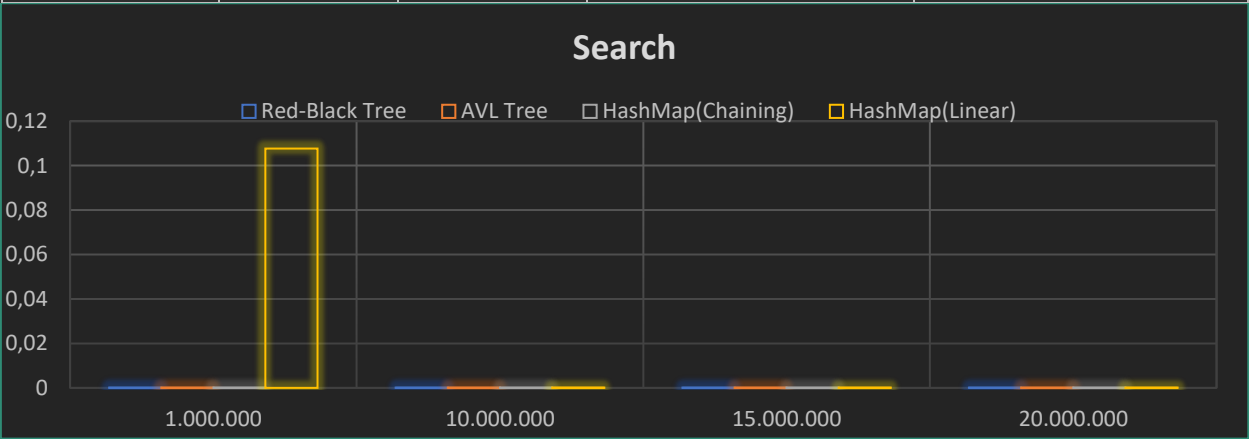 Search
Red-Black Tree AVL Tree HashMap(Chaining) HashMap(Linear)
0,12
0,1
0,08
0,06
0,04
0,02
0
1.000.000 10.000.000 15.000.000 20.000.000